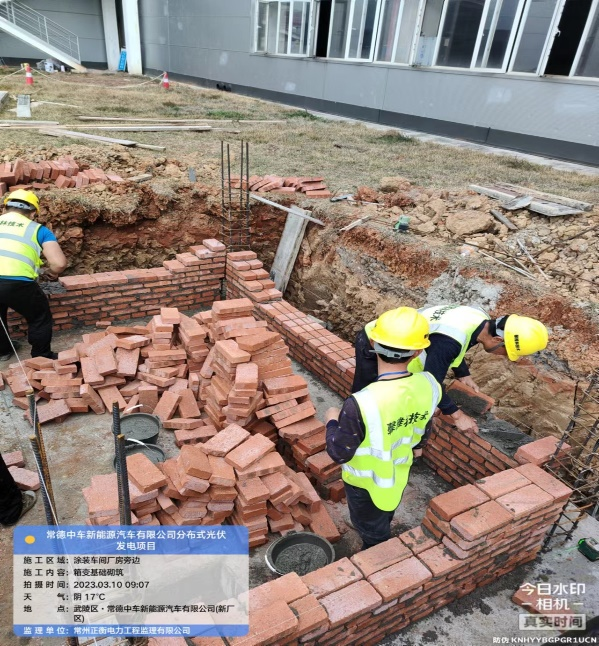 常德中车新能源汽车有限公司分布式光伏
发电项目
施工区域：涂装车间厂房旁边
施工内容：箱变基础砌筑
拍摄时间：2023.03.10 09:07
天 气：阴 17℃
地 点：武陵区·常德中车新能源汽车有限公司(新厂
区)
监理单位：常州正衡电力工程监理有限公司
今日水印
-相机-
真实时间
防伪 KNHYYBGPGR1UCN